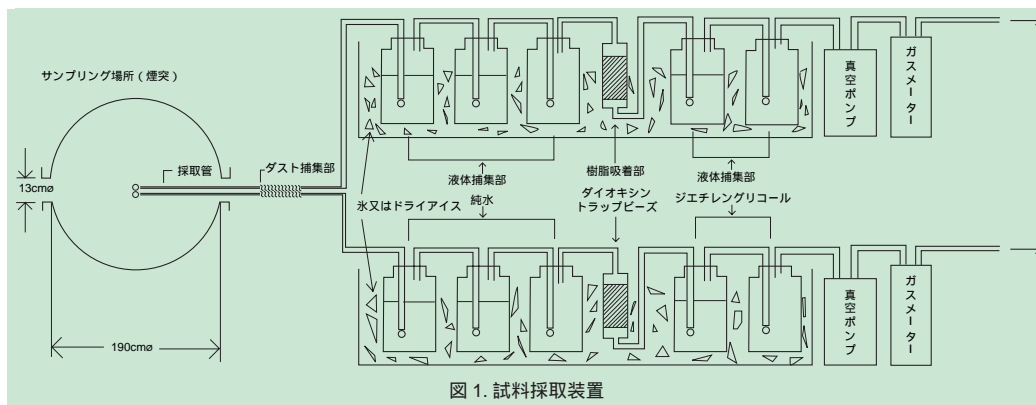 サンプリング場所（煙突）
13cmø
採取管
ダスト捕集部
190cmø
氷又はドライアイス
液体捕集部
純水
樹脂吸着部
ダイオキシン
トラップビーズ
液体捕集部
ジエチレングリコール
真空ポンプ
ガスメーター
真空ポンプ
ガスメーター
図 1. 試料採取装置